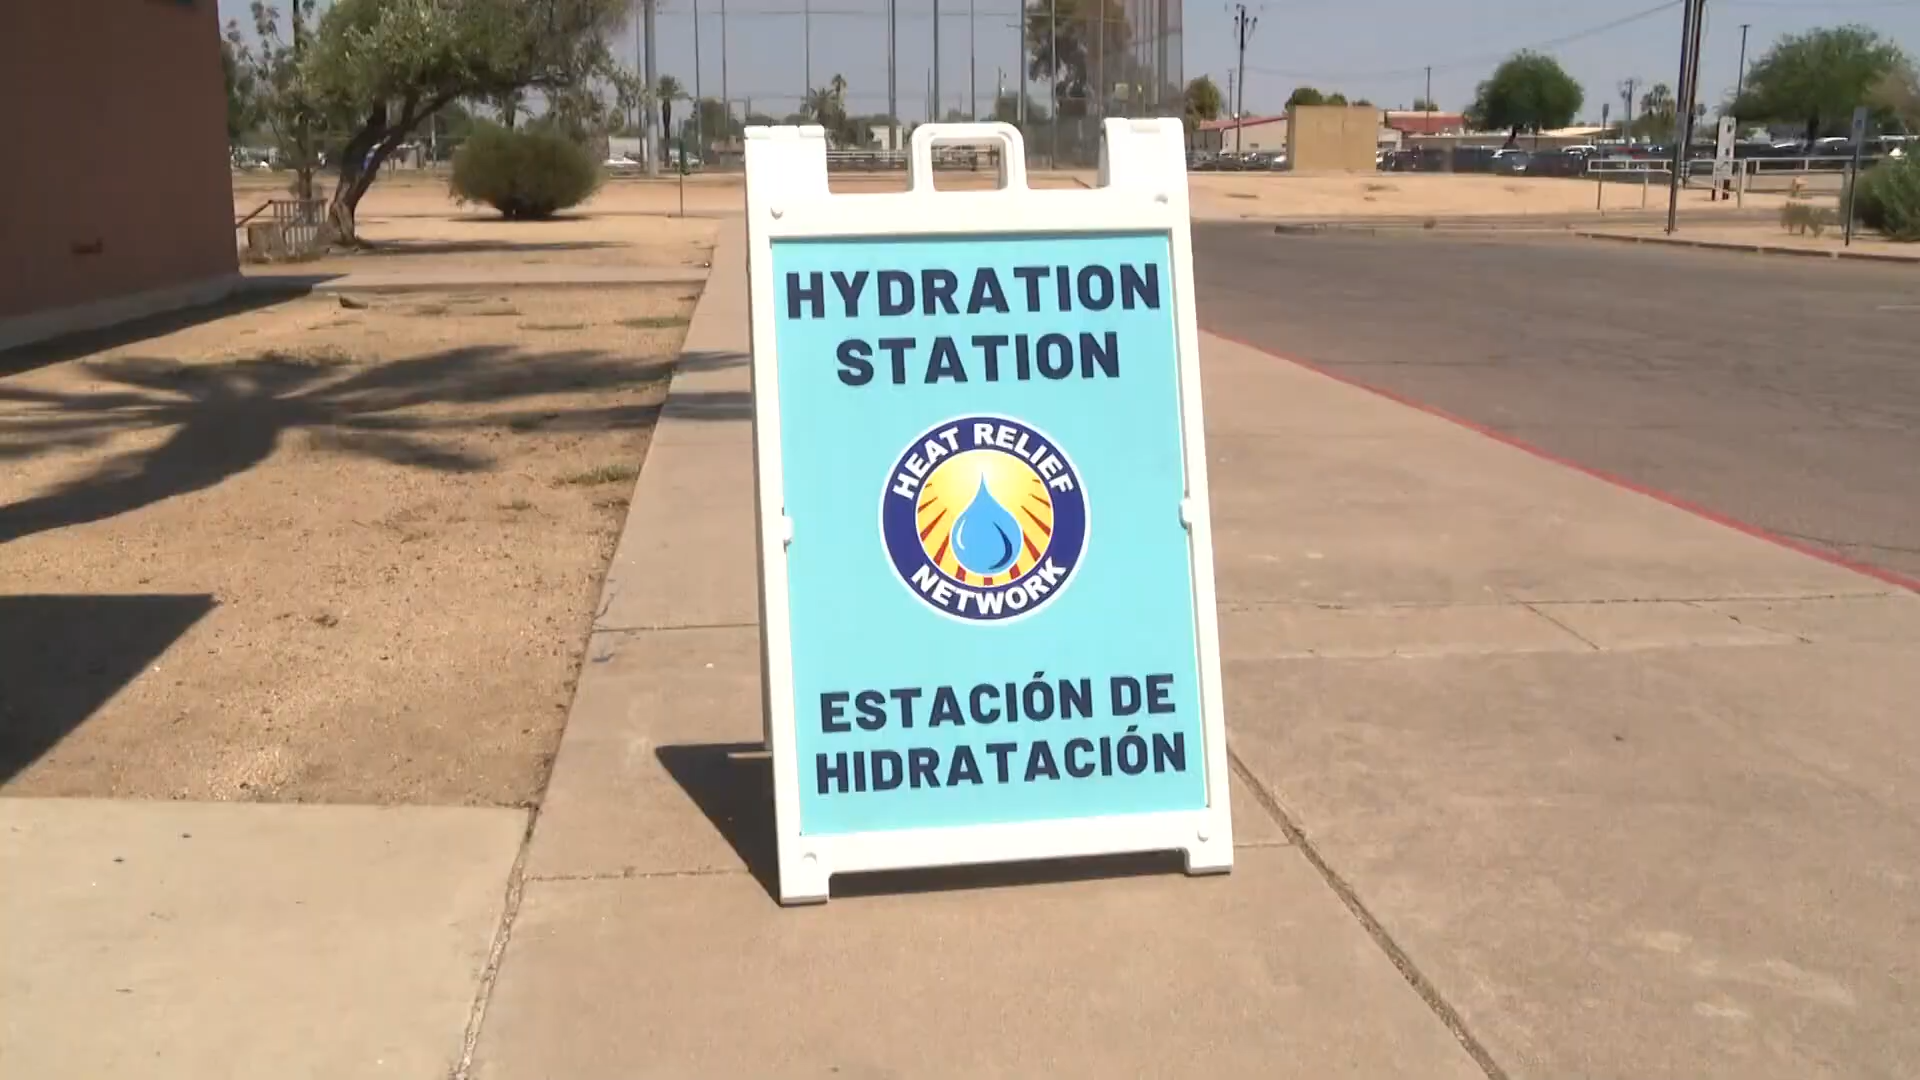 HYDRATION
STATION
HEAT RELIEF
NETWORK
ESTACIÓN DE
HIDRATACIÓN